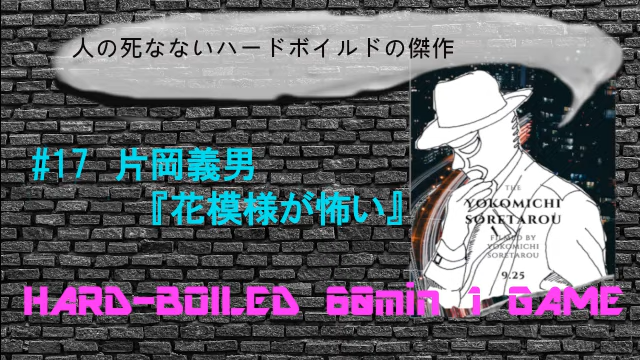 人の死なないハードボイルドの傑作
#17 片岡義男
『花模様が怖い』
THE
YOKOMICHI
SORETAROU
FILMED BY
YOKOMICHI
SORETAROU
9.25
HARD-BOILED 60min 1 GAME